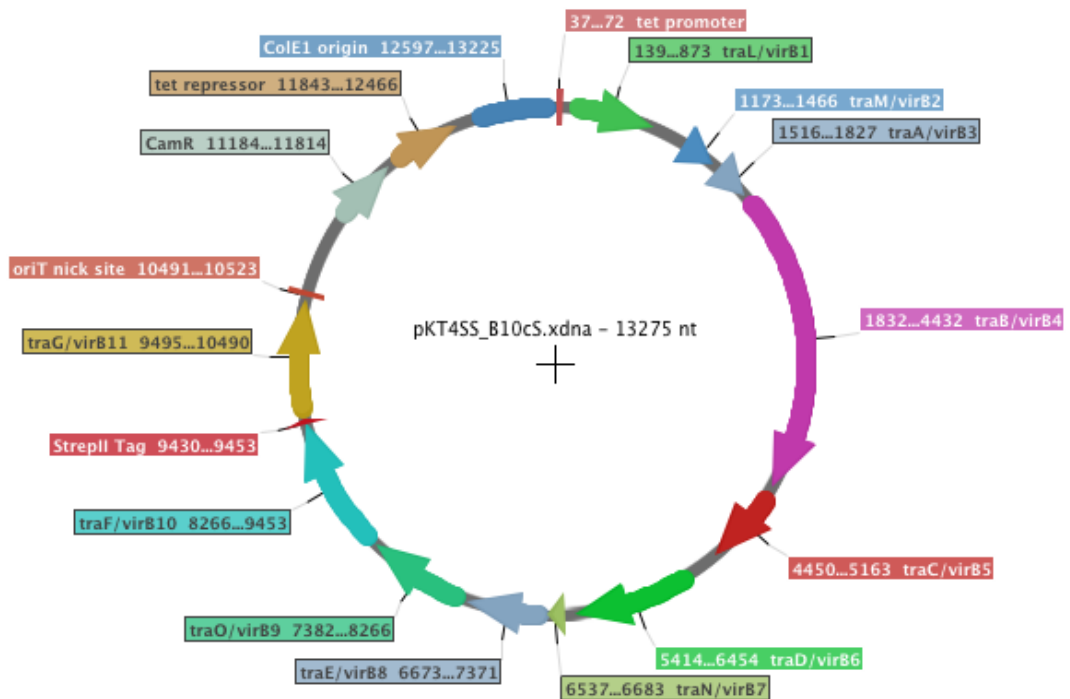 37...72 tet promoter
ColE1 origin 12597...13225
139...873 traL/virB1
tet repressor 11843...12466
1173...1466 traM/virB2
CamR 11184...11814
1516...1827 traA/virB3
oriT nick site 10491...10523
pKT4SS_B10cS.xdna - 13275 nt
1832...4432 traB/virB4
traG/virB11 9495...10490
StrepII Tag 9430...9453
traF/virB10 8266...9453
4450...5163 traC/virB5
traO/virB9 7382...8266
5414...6454 traD/virB6
traE/virB8 6673...7371
6537...6683 traN/virB7